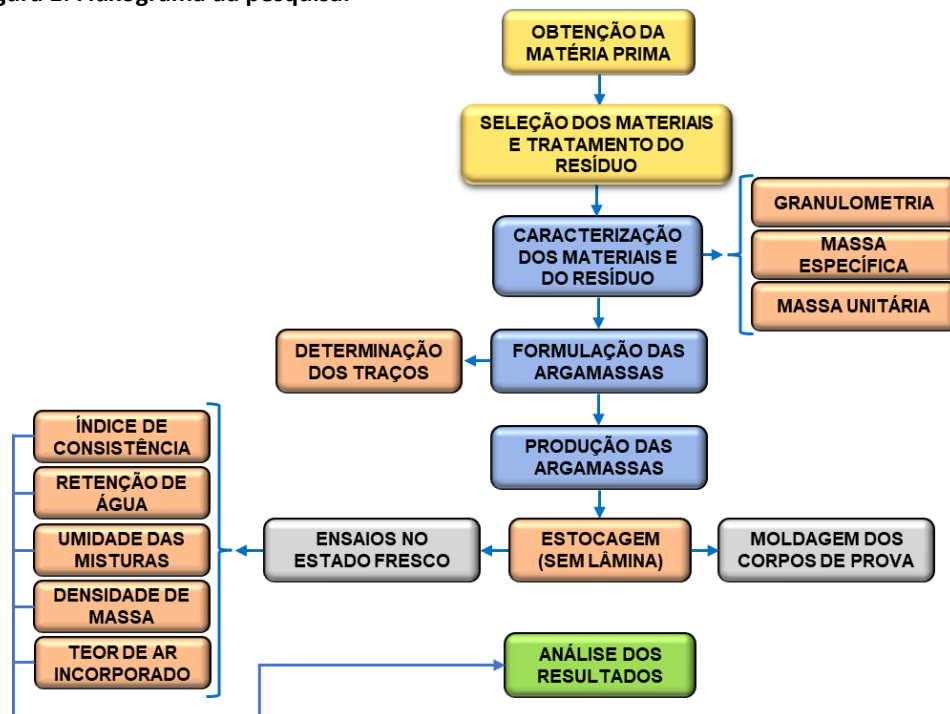 OBTENÇÃO DA
MATÉRIA PRIMA
SELEÇÃO DOS MATERIAIS
E TRATAMENTO DO
RESÍDUO
CARACTERIZAÇÃO
DOS MATERIAIS E
DO RESÍDUO
GRANULOMETRIA
MASSA
ESPECÍFICA
MASSA UNITÁRIA
DETERMINAÇÃO
DOS TRAÇOS
FORMULAÇÃO DAS
ARGAMASSAS
PRODUÇÃO DAS
ARGAMASSAS
ÍNDICE DE
CONSISTÊNCIA
RETENÇÃO DE
ÁGUA
UMIDADE DAS
MISTURAS
DENSIDADE DE
MASSA
TEOR DE AR
INCORPORADO
ENSAIOS NO
ESTADO FRESCO
ESTOCAGEM
(SEM LÂMINA)
MOLDAGEM DOS
CORPOS DE PROVA
ANÁLISE DOS
RESULTADOS